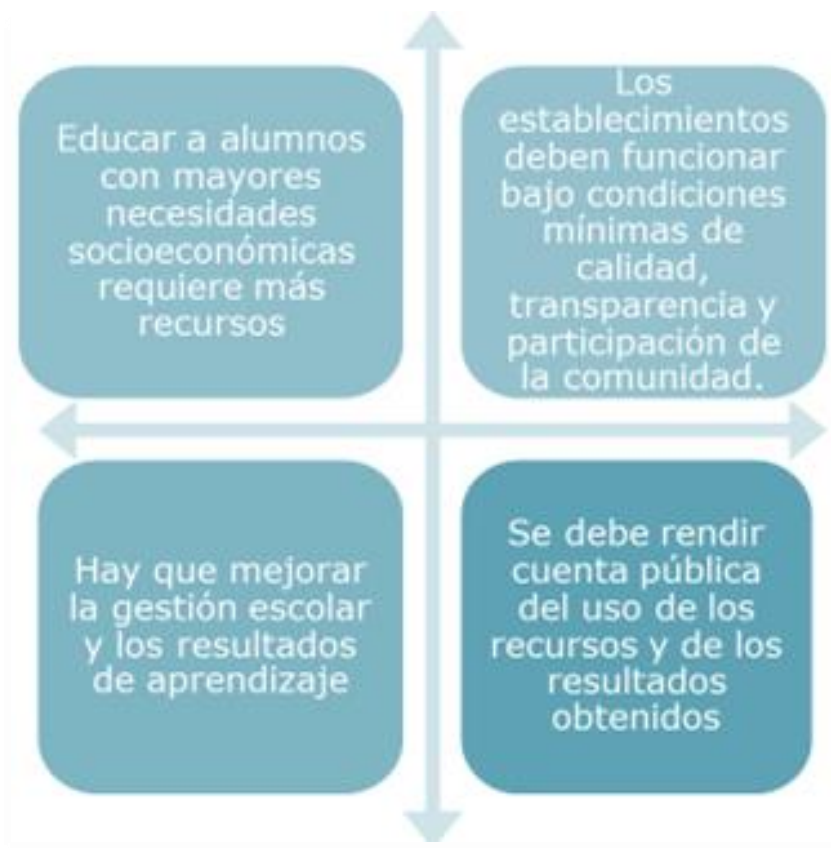 Educar a alumnos
con mayores
necesidades
socioeconómicas
requiere más
recursos
Los
establecimientos
deben funcionar
bajo condiciones
mínimas de
calidad,
transparencia y
participación de
la comunidad.
Hay que mejorar
la gestión escolar
y los resultados
de aprendizaje
Se debe rendir
cuenta pública
del uso de los
recursos y de los
resultados
obtenidos